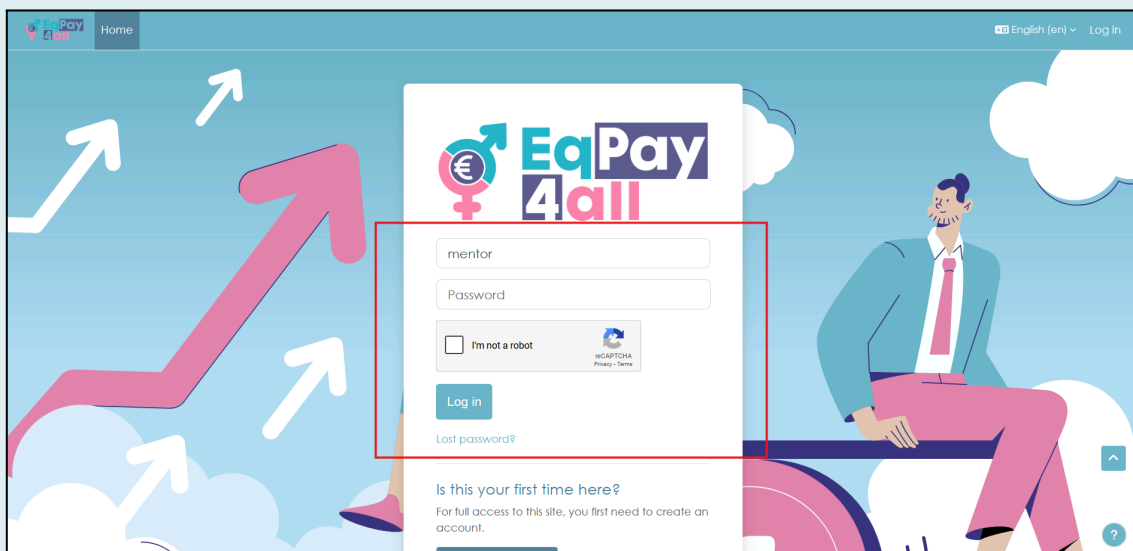 EqPay
4all
Home
English (en)
Log in
€ EqPay
4all
mentor
Password
I'm not a robot
reCAPTCHA
Privacy - Terms
Log in
Lost password?
Is this your first time here?
For full access to this site, you first need to create an
account.
?